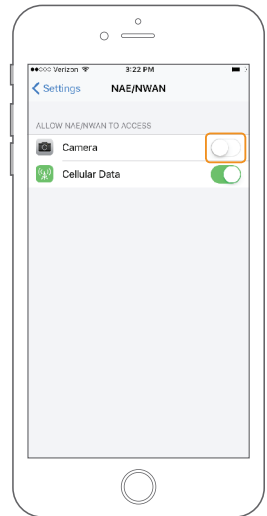 Verizon 3:22 PM
Settings NAE/NWAN
ALLOW NAE/NWAN TO ACCESS
Camera
Cellular Data